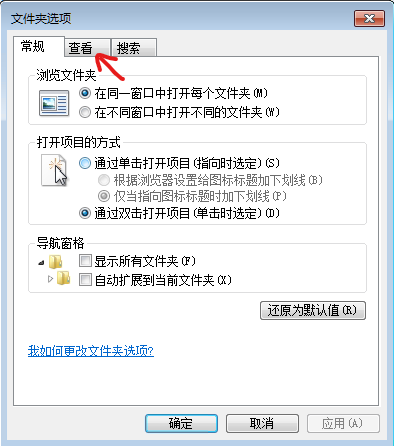 文件夹选项
常规 查看 搜索
浏览文件夹
在同一窗口中打开每个文件夹(M)
在不同窗口中打开不同的文件夹(W)
打开项目的方式
通过单击打开项目(指向时选定)(S)
根据浏览器设置给图标标题加下划线(B)
仅当指向图标标题时加下划线(P)
通过双击打开项目(单击时选定)(D)
导航窗格
显示所有文件夹(F)
自动扩展到当前文件夹(X)
还原为默认值(R)
我如何更改文件夹选项?
确定 取消 应用(A)